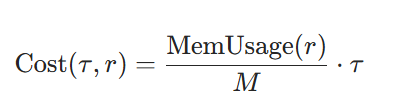 Cost(τ, r) = MemUsage(r) / M · τ